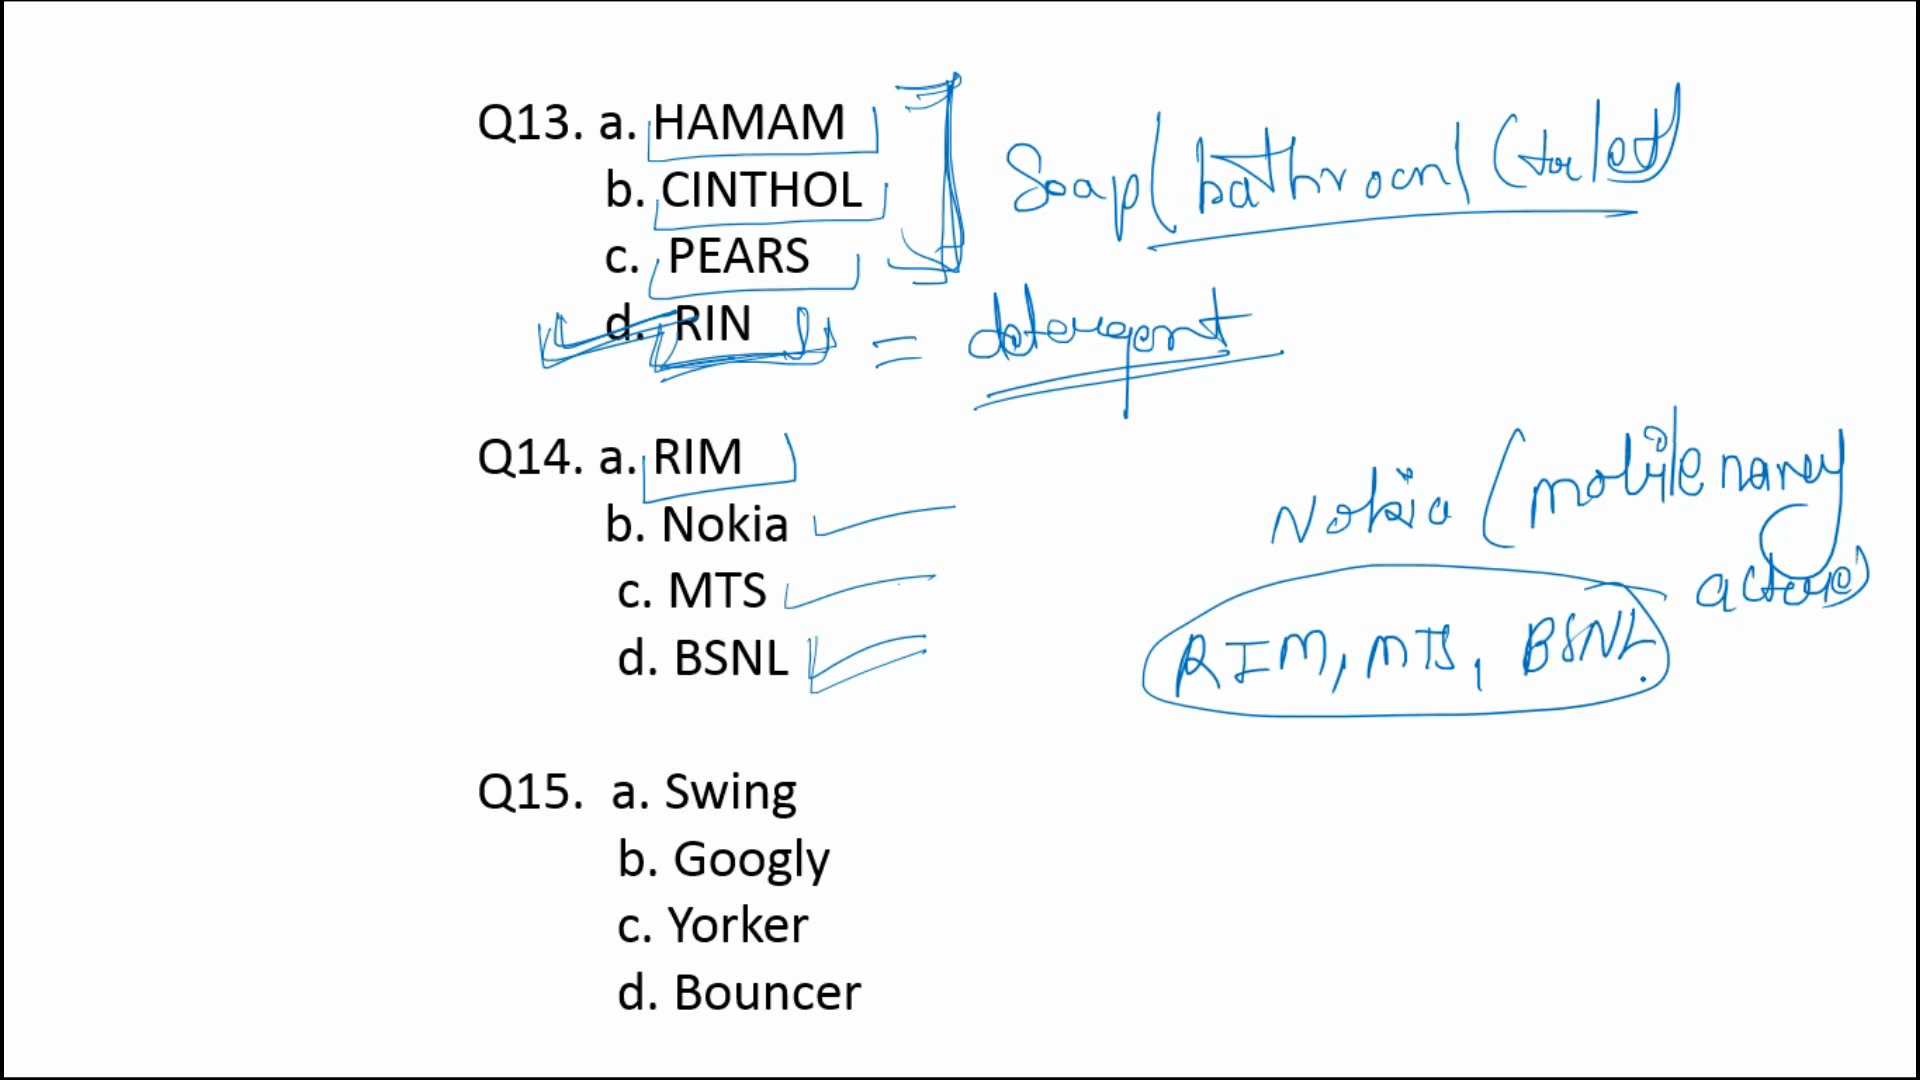 Q13. a. HAMAM
b. CINTHOL
c. PEARS
d. RIN
Soap ( bathroom / (toilet
= detergent
Q14. a. RIM
b. Nokia
c. MTS
d. BSNL
Nokia (mobile
RIM, MTS, BSNL
Q15. a. Swing
b. Googly
c. Yorker
d. Bouncer